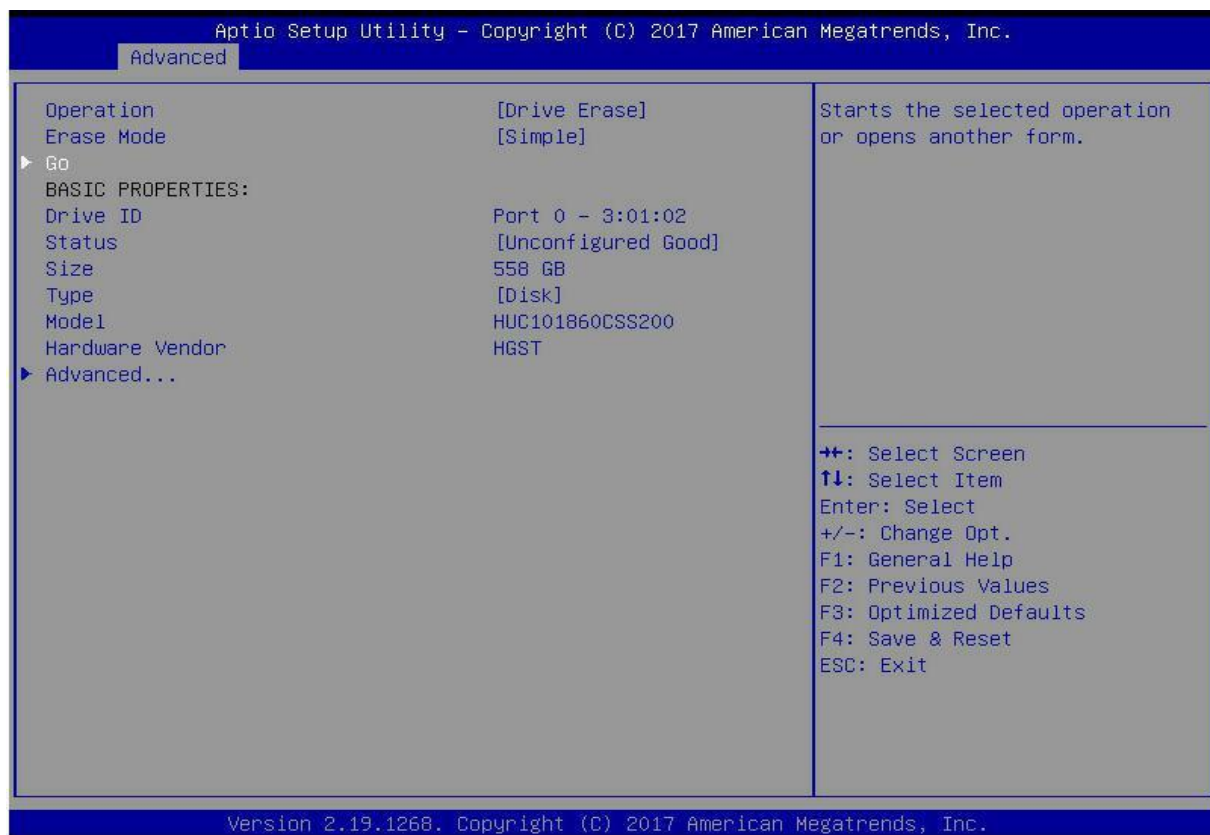 Aptio Setup Utility – Copyright (C) 2017 American Megatrends, Inc.
Advanced
Operation [Drive Erase]
Erase Mode [Simple]
▶ Go
BASIC PROPERTIES:
Drive ID Port 0 – 3:01:02
Status [Unconfigured Good]
Size 558 GB
Type [Disk]
Model HUC101860CSS200
Hardware Vendor HGST
▶ Advanced...
Starts the selected operation
or opens another form.
→←: Select Screen
↑↓: Select Item
Enter: Select
+/-: Change Opt.
F1: General Help
F2: Previous Values
F3: Optimized Defaults
F4: Save & Reset
ESC: Exit
Version 2.19.1268. Copyright (C) 2017 American Megatrends, Inc.